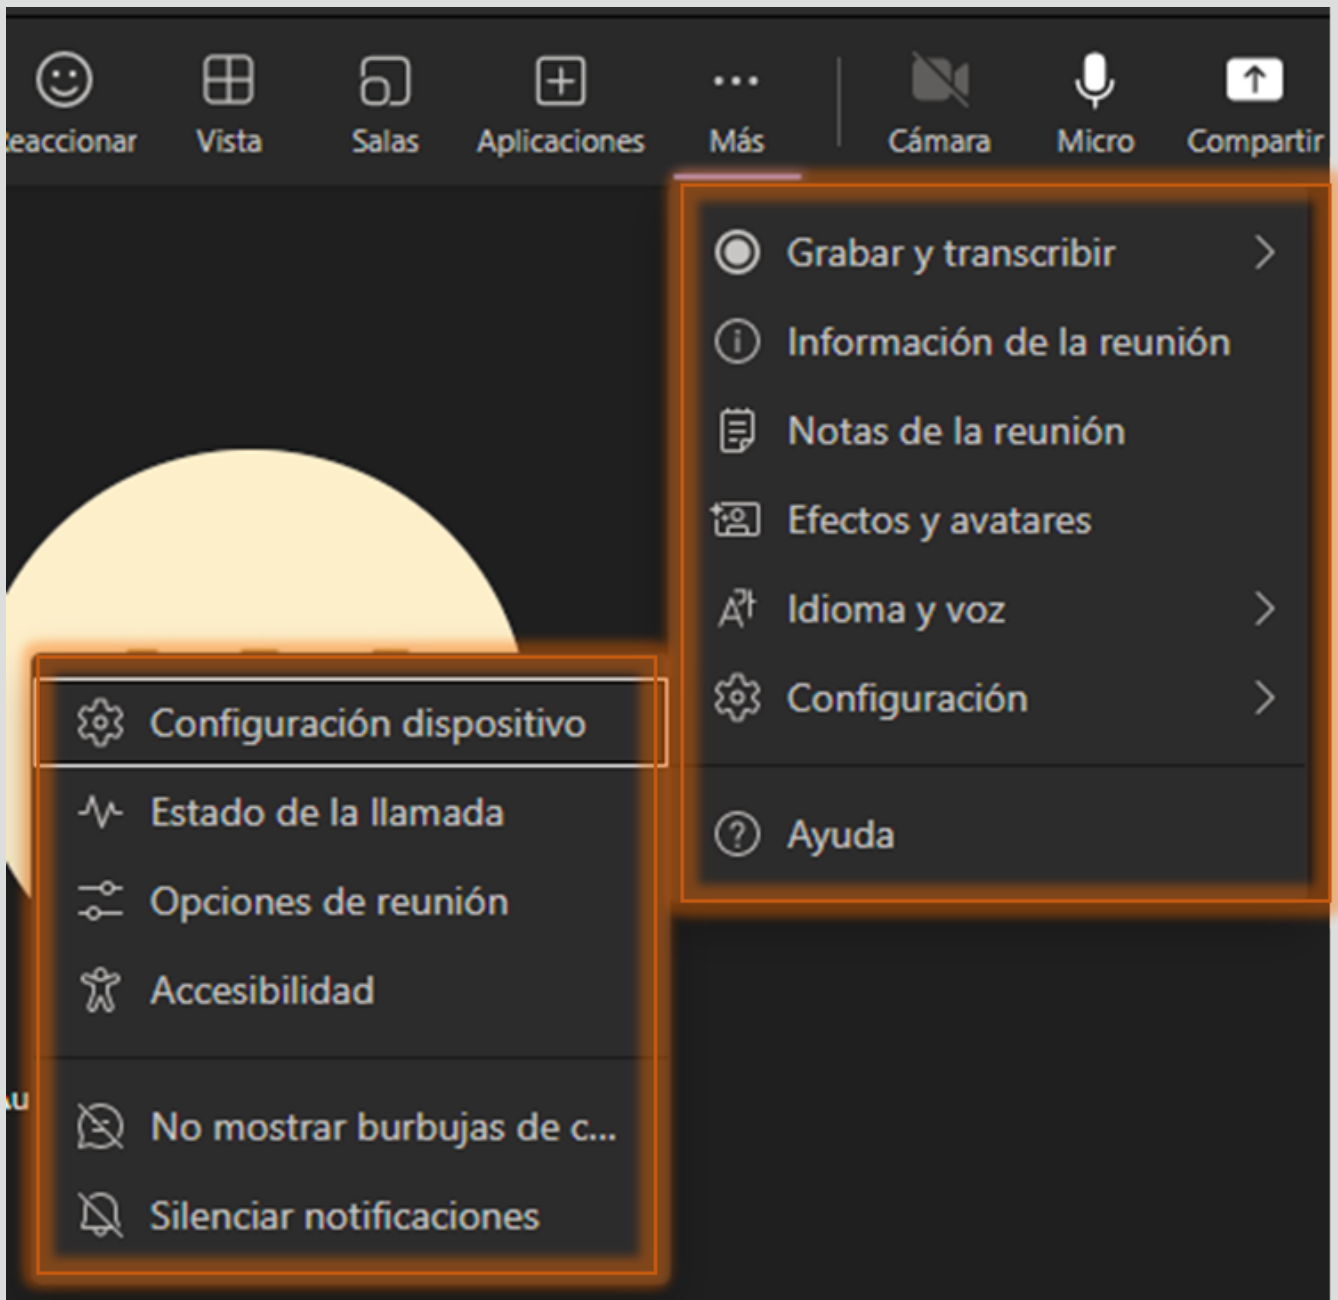 eaccionar
Vista
Salas
Aplicaciones
Más
Cámara
Micro
Compartir
Grabar y transcribir
Información de la reunión
Notas de la reunión
Efectos y avatares
Idioma y voz
Configuración
Ayuda
Configuración dispositivo
Estado de la llamada
Opciones de reunión
Accesibilidad
No mostrar burbujas de c...
Silenciar notificaciones